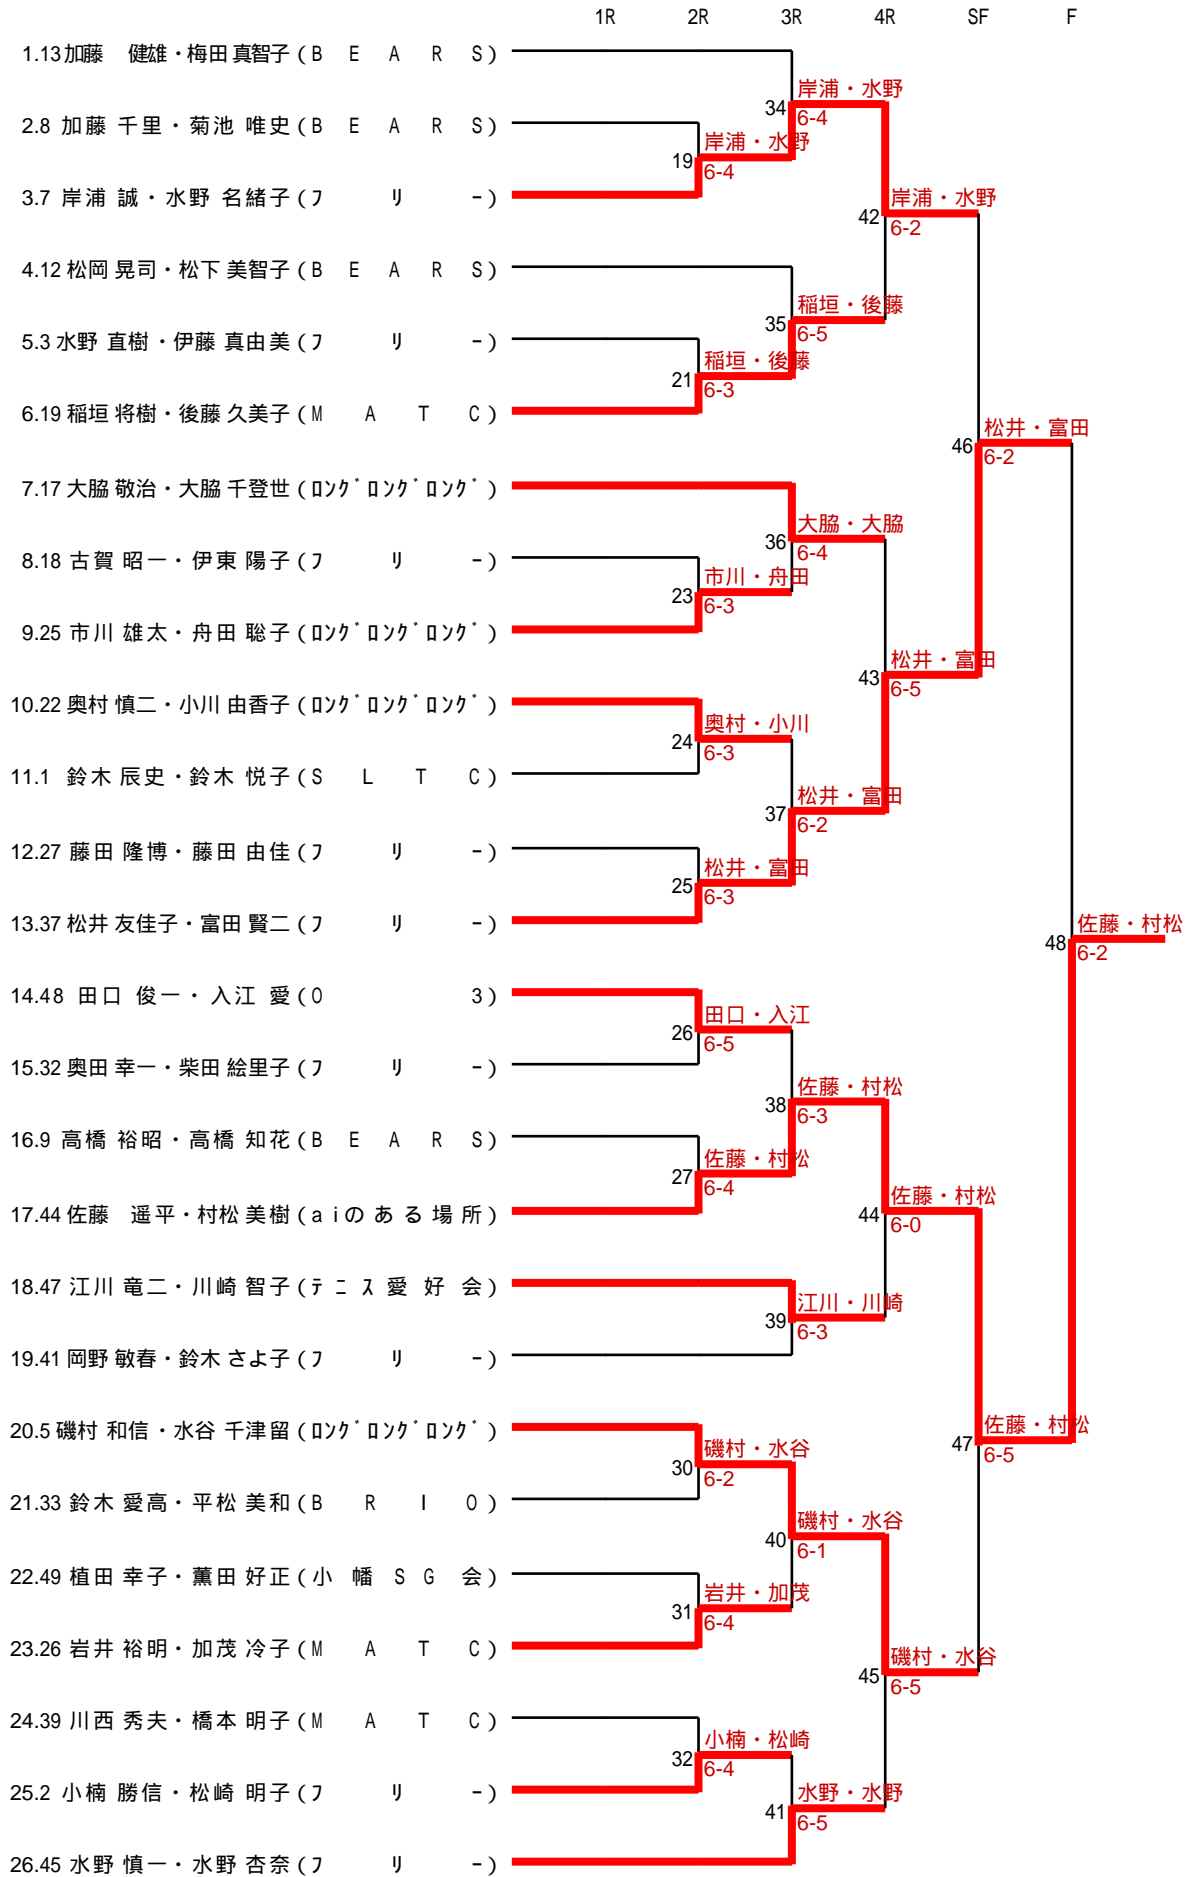 1R 2R 3R 4R SF F
1.13 加藤　健雄・梅田 真智子 (ＢＥＡＲＳ)
岸浦・水野
34
6-4
2.8 加藤 千里・菊池 唯史 (ＢＥＡＲＳ)
岸浦・水野
19
6-4
3.7 岸浦 誠・水野 名緒子 (ﾌﾘｰ)
岸浦・水野
42
6-2
4.12 松岡 晃司・松下 美智子 (ＢＥＡＲＳ)
稲垣・後藤
35
6-5
5.3 水野 直樹・伊藤 真由美 (ﾌﾘｰ)
稲垣・後藤
21
6-3
6.19 稲垣 将樹・後藤 久美子 (ＭＡＴＣ)
松井・富田
46
6-2
7.17 大脇 敬治・大脇 千登世 (ﾛﾝｸﾞﾛﾝｸﾞﾛﾝｸﾞ)
大脇・大脇
36
6-4
8.18 古賀 昭一・伊東 陽子 (ﾌﾘｰ)
市川・舟田
23
6-3
9.25 市川 雄太・舟田 聡子 (ﾛﾝｸﾞﾛﾝｸﾞﾛﾝｸﾞ)
松井・富田
43
6-5
10.22 奥村 慎二・小川 由香子 (ﾛﾝｸﾞﾛﾝｸﾞﾛﾝｸﾞ)
奥村・小川
24
6-3
11.1 鈴木 辰史・鈴木 悦子 (ＳＬＴＣ)
松井・富田
37
6-2
12.27 藤田 隆博・藤田 由佳 (ﾌﾘｰ)
松井・富田
25
6-3
13.37 松井 友佳子・富田 賢二 (ﾌﾘｰ)
佐藤・村松
48
6-2
14.48 田口 俊一・入江 愛 (Ｏ３)
田口・入江
26
6-5
15.32 奥田 幸一・柴田 絵里子 (ﾌﾘｰ)
佐藤・村松
38
6-3
16.9 高橋 裕昭・高橋 知花 (ＢＥＡＲＳ)
佐藤・村松
27
6-4
17.44 佐藤　遥平・村松 美樹 (ａｉのある場所)
佐藤・村松
44
6-0
18.47 江川 竜二・川崎 智子 (ﾃﾆｽ愛好会)
江川・川崎
39
6-3
19.41 岡野 敏春・鈴木 さよ子 (ﾌﾘｰ)
20.5 磯村 和信・水谷 千津留 (ﾛﾝｸﾞﾛﾝｸﾞﾛﾝｸﾞ)
佐藤・村松
47
6-5
磯村・水谷
30
6-2
21.33 鈴木 愛高・平松 美和 (ＢＲＩＯ)
磯村・水谷
40
6-1
22.49 植田 幸子・薫田 好正 (小幡ＳＧ会)
岩井・加茂
31
6-4
23.26 岩井 裕明・加茂 冷子 (ＭＡＴＣ)
磯村・水谷
45
6-5
24.39 川西 秀夫・橋本 明子 (ＭＡＴＣ)
小楠・松崎
32
6-4
25.2 小楠 勝信・松崎 明子 (ﾌﾘｰ)
水野・水野
41
6-5
26.45 水野 慎一・水野 杏奈 (ﾌﾘｰ)